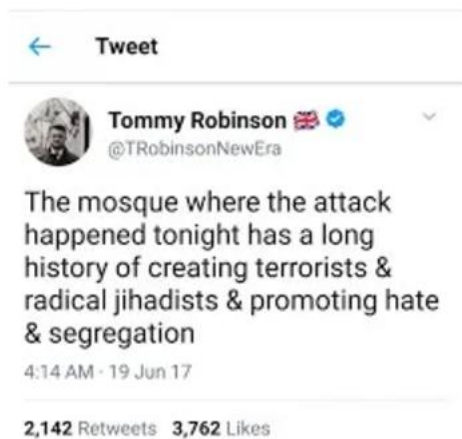 Tweet
Tommy Robinson 🇬🇧
@TRobinsonNewEra
The mosque where the attack
happened tonight has a long
history of creating terrorists &
radical jihadists & promoting hate
& segregation
4:14 AM · 19 Jun 17
2,142 Retweets 3,762 Likes